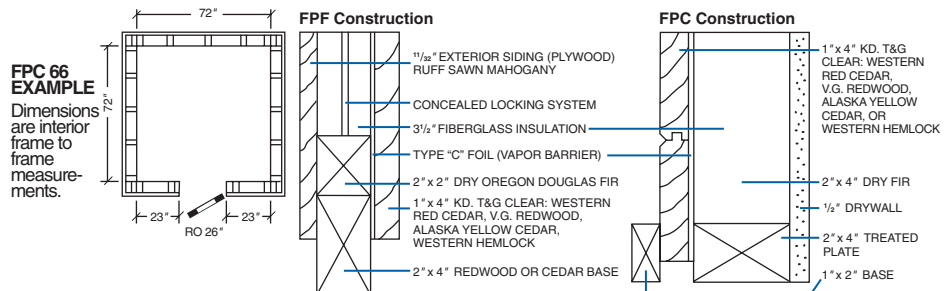 72"
FPC 66
EXAMPLE
Dimensions
are interior
frame to
frame
measure-
ments.
72"
23"
23"
RO 26"
FPF Construction
11/32" EXTERIOR SIDING (PLYWOOD)
RUFF SAWN MAHOGANY
CONCEALED LOCKING SYSTEM
3½" FIBERGLASS INSULATION
TYPE "C" FOIL (VAPOR BARRIER)
2" x 2" DRY OREGON DOUGLAS FIR
1" x 4" KD. T&G CLEAR: WESTERN
RED CEDAR, V.G. REDWOOD,
ALASKA YELLOW CEDAR,
WESTERN HEMLOCK
2" x 4" REDWOOD OR CEDAR BASE
FPC Construction
1" x 4" KD. T&G
CLEAR: WESTERN
RED CEDAR,
V.G. REDWOOD,
ALASKA YELLOW
CEDAR, OR
WESTERN HEMLOCK
2" x 4" DRY FIR
½" DRYWALL
2" x 4" TREATED
PLATE
1" x 2" BASE